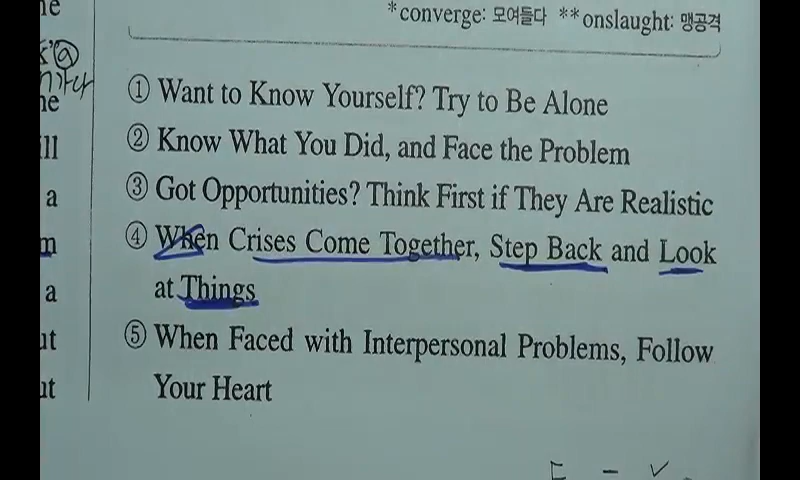 *converge: 모여들다 **onslaught: 맹공격
① Want to Know Yourself? Try to Be Alone
② Know What You Did, and Face the Problem
③ Got Opportunities? Think First if They Are Realistic
④ When Crises Come Together, Step Back and Look
at Things
⑤ When Faced with Interpersonal Problems, Follow
Your Heart
a
a